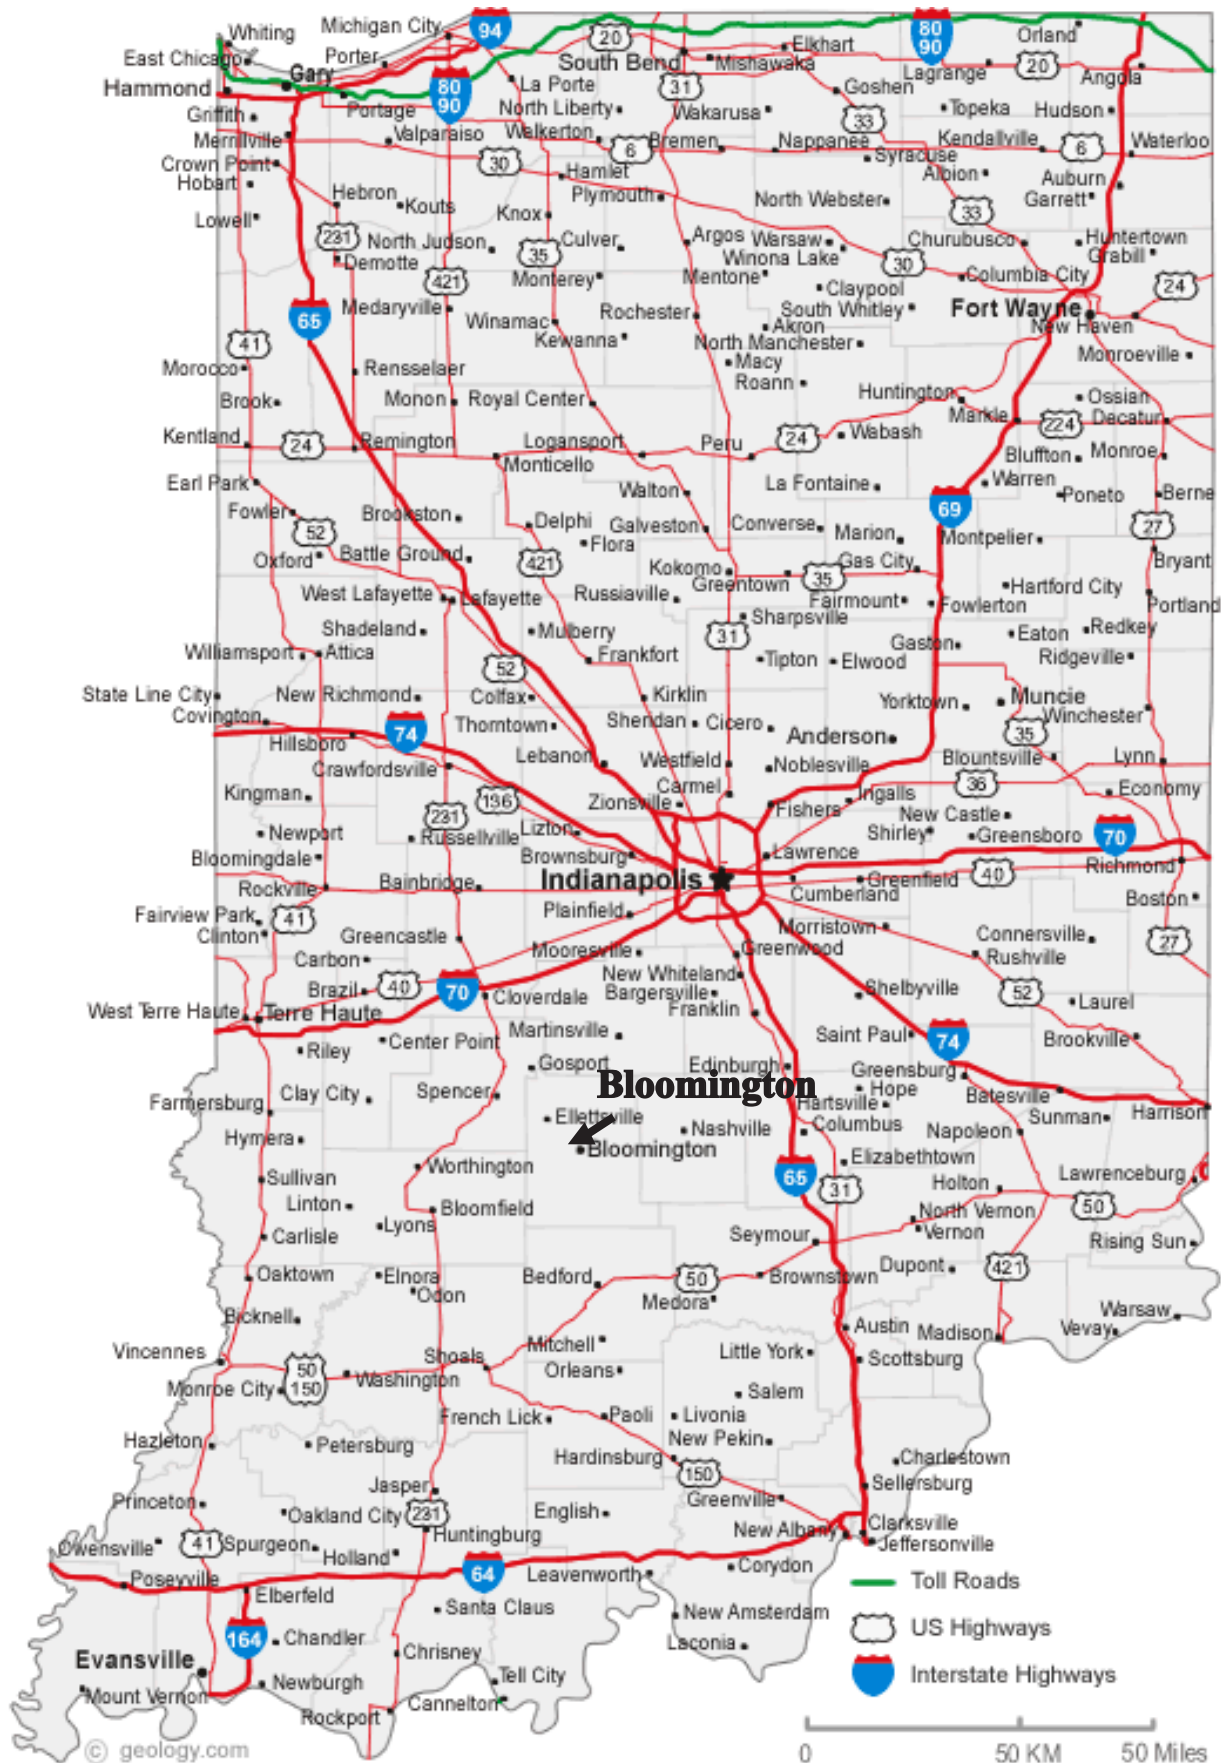 Michigan City
94
20
80
90
Orland
Whiting
East Chicago
Porter
South Bend
Elkhart
Mishawaka
Lagrange
20
Angola
Hammond
Gary
80
90
La Porte
31
Goshen
Griffith
Portage
North Liberty
Wakarusa
33
Topeka
Hudson
Merrillville
Valparaiso
Walkerton
6
Bremen
Nappanee
Kendallville
6
Waterloo
Crown Point
30
Hamlet
Syracuse
Albion
Auburn
Hobart
Hebron
Kouts
Plymouth
North Webster
Garrett
Lowell
Knox
33
231
North Judson
35
Culver
Argos
Warsaw
Churubusco
Huntertown
Demotte
Winona Lake
30
Grabill
421
Monterey
Mentone
Columbia City
24
65
Medaryville
Winamac
Rochester
Claypool
South Whitley
Fort Wayne
41
Kewanna
Akron
New Haven
North Manchester
Monroeville
Morocco
Rensselaer
Macy
Roann
Brook
Monon
Royal Center
Huntington
Ossian
Markle
224
Decatur
Kentland
24
Remington
Logansport
Peru
24
Wabash
Monticello
Bluffton
Monroe
Earl Park
Walton
La Fontaine
Warren
Poneto
Berne
Fowler
52
Brookston
Delphi
Galveston
Converse
Marion
69
27
Oxford
Battle Ground
Flora
Montpelier
421
Kokomo
Gas City
Bryant
Greentown
35
West Lafayette
Lafayette
Russiaville
Fairmount
Fowlerton
Hartford City
Portland
Shadeland
Mulberry
31
Sharpsville
Gaston
Eaton
Redkey
Williamsport
Attica
52
Frankfort
Tipton
Elwood
Ridgeville
State Line City
New Richmond
Colfax
Kirklin
Yorktown
Muncie
Covington
74
Thorntown
Sheridan
Cicero
Anderson
35
Winchester
Hillsboro
Lebanon
Westfield
Noblesville
Blountsville
Lynn
Crawfordsville
Carmel
36
Kingman
136
Zionsville
Fishers
Ingalls
Economy
231
Newport
Russellville
Lizton
Shirley
New Castle
Greensboro
70
Bloomingdale
Brownsburg
Lawrence
Richmond
Rockville
Bainbridge
Indianapolis
Cumberland
Greenfield
40
Fairview Park
41
Plainfield
Boston
Clinton
Greencastle
Mooresville
Morristown
Connersville
27
Carbon
Greenwood
Rushville
Brazil
40
70
Cloverdale
New Whiteland
Bargersville
Shelbyville
52
Laurel
West Terre Haute
Terre Haute
Franklin
Martinsville
Saint Paul
74
Brookville
Riley
Center Point
Gosport
Edinburgh
Greensburg
Clay City
Spencer
Bloomington
Hope
Batesville
Farmersburg
Hartsville
Sunman
Harrison
Ellettsville
Nashville
Columbus
Napoleon
Hymera
Bloomington
Worthington
65
Elizabethtown
Lawrenceburg
Sullivan
31
Holton
Linton
Bloomfield
50
Lyons
North Vernon
Carlisle
Seymour
Vernon
Rising Sun
Oaktown
Elnora
Bedford
50
Brownstown
Dupont
421
Odon
Medora
Bicknell
Austin
Madison
Warsaw
Vevay
Vincennes
Shoals
Mitchell
Little York
Scottsburg
50
150
Washington
Orleans
Monroe City
Salem
French Lick
Paoli
Livonia
Hazleton
Petersburg
New Pekin
Hardinsburg
Charlestown
150
Jasper
Sellersburg
Princeton
Oakland City
231
English
Greenville
Owensville
41
Spurgeon
Huntingburg
New Albany
Clarksville
Holland
Jeffersonville
64
Leavenworth
Corydon
Poseyville
Elberfeld
Toll Roads
Santa Claus
New Amsterdam
US Highways
164
Chandler
Chrisney
Laconia
Evansville
Interstate Highways
Newburgh
Tell City
Mount Vernon
Cannelton
Rockport
© geology.com
0
50 KM
50 Miles